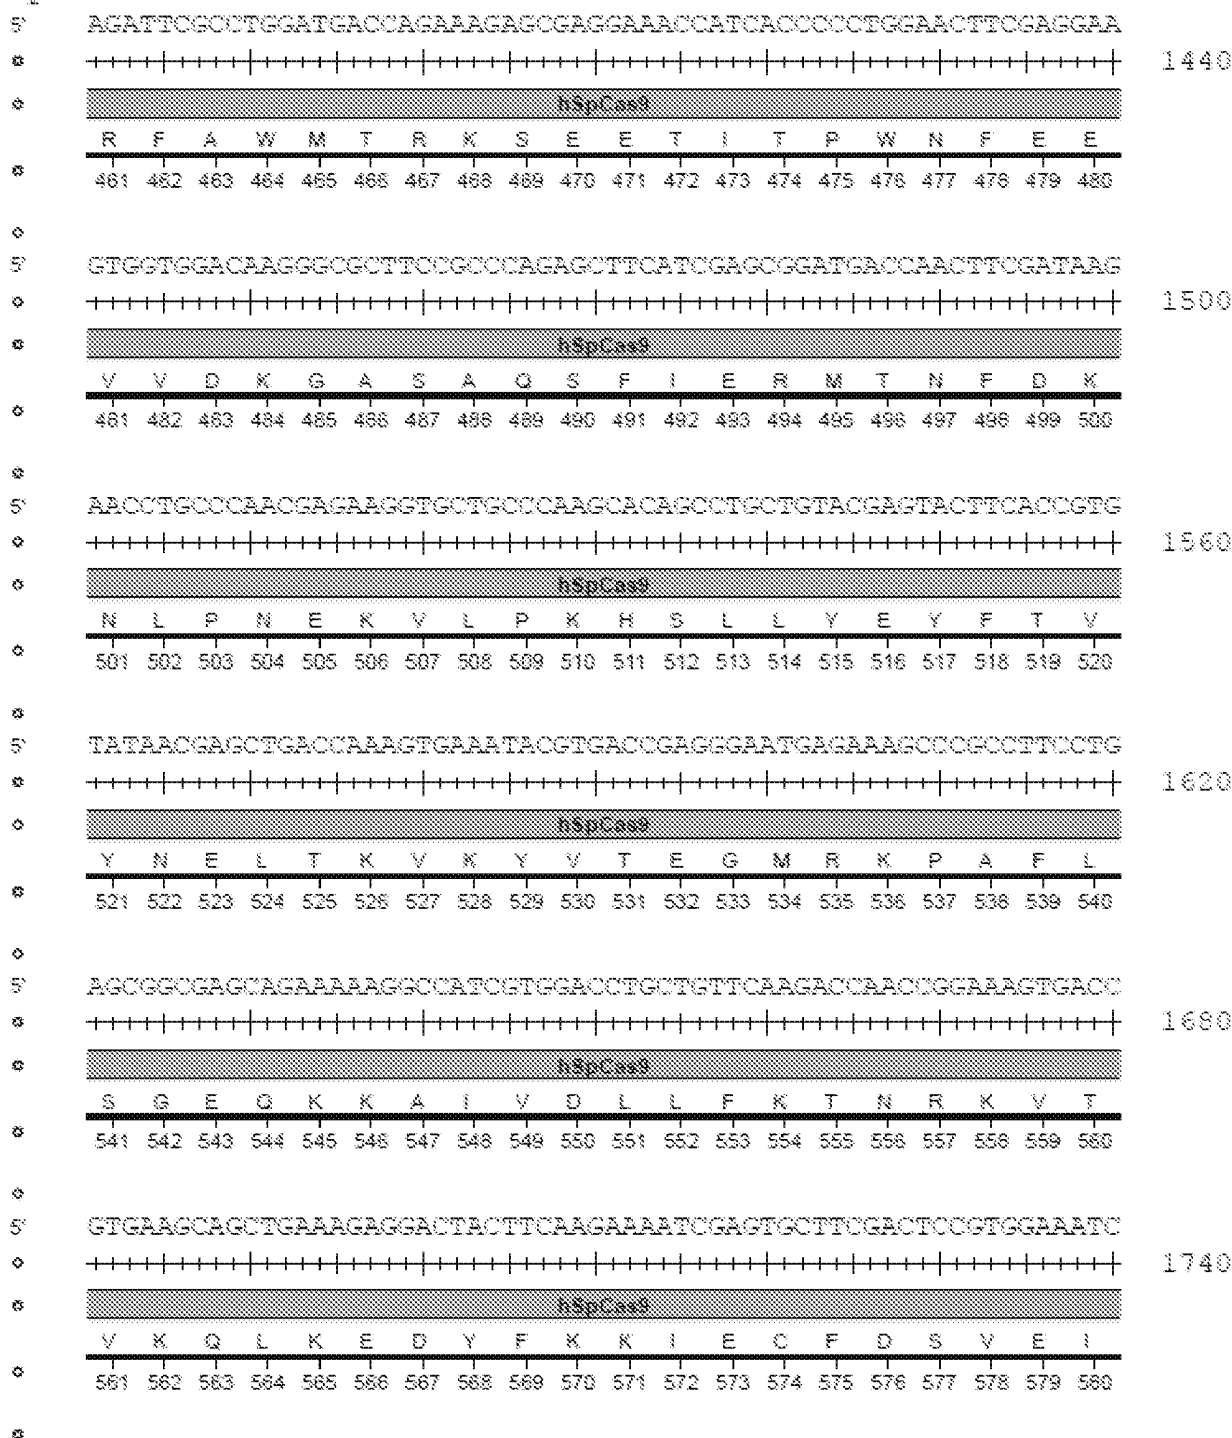 5' AGATTCGCCTGGATGACCAGAAAGAGCGAGGAAACCATCACCCCCTGGAACTTCGAGGAA
1440
hSpCas9
R F A W M T R K S E E T I T P W N F E E
461 462 463 464 465 466 467 468 469 470 471 472 473 474 475 476 477 478 479 480
5' GTGGTGGACAAGGGCGCTTCCGCCCAGAGCTTCATCGAGCGGATGACCAACTTCGATAAG
1500
hSpCas9
V V D K G A S A Q S F I E R M T N F D K
481 482 483 484 485 486 487 488 489 490 491 492 493 494 495 496 497 498 499 500
5' AACCTGCCCAACGAGAAGGTGCTGCCCAAGCACAGCCTGCTGTACGAGTACTTCACCGTG
1560
hSpCas9
N L P N E K V L P K H S L L Y E Y F T V
501 502 503 504 505 506 507 508 509 510 511 512 513 514 515 516 517 518 519 520
5' TATAACGAGCTGACCAAAGTGAAATACGTGACCGAGGGAATGAGAAAGCCCGCCTTCCTG
1620
hSpCas9
Y N E L T K V K Y V T E G M R K P A F L
521 522 523 524 525 526 527 528 529 530 531 532 533 534 535 536 537 538 539 540
5' AGCGGCGAGCAGAAAAAGGCCATCGTGGACCTGCTGTTCAAGACCAACCGGAAAGTGACC
1680
hSpCas9
S G E Q K K A I V D L L F K T N R K V T
541 542 543 544 545 546 547 548 549 550 551 552 553 554 555 556 557 558 559 560
5' GTGAAGCAGCTGAAAGAGGACTACTTCAAGAAAATCGAGTGCTTCGACTCCGTGGAAATC
1740
hSpCas9
V K Q L K E D Y F K K I E C F D S V E I
561 562 563 564 565 566 567 568 569 570 571 572 573 574 575 576 577 578 579 580